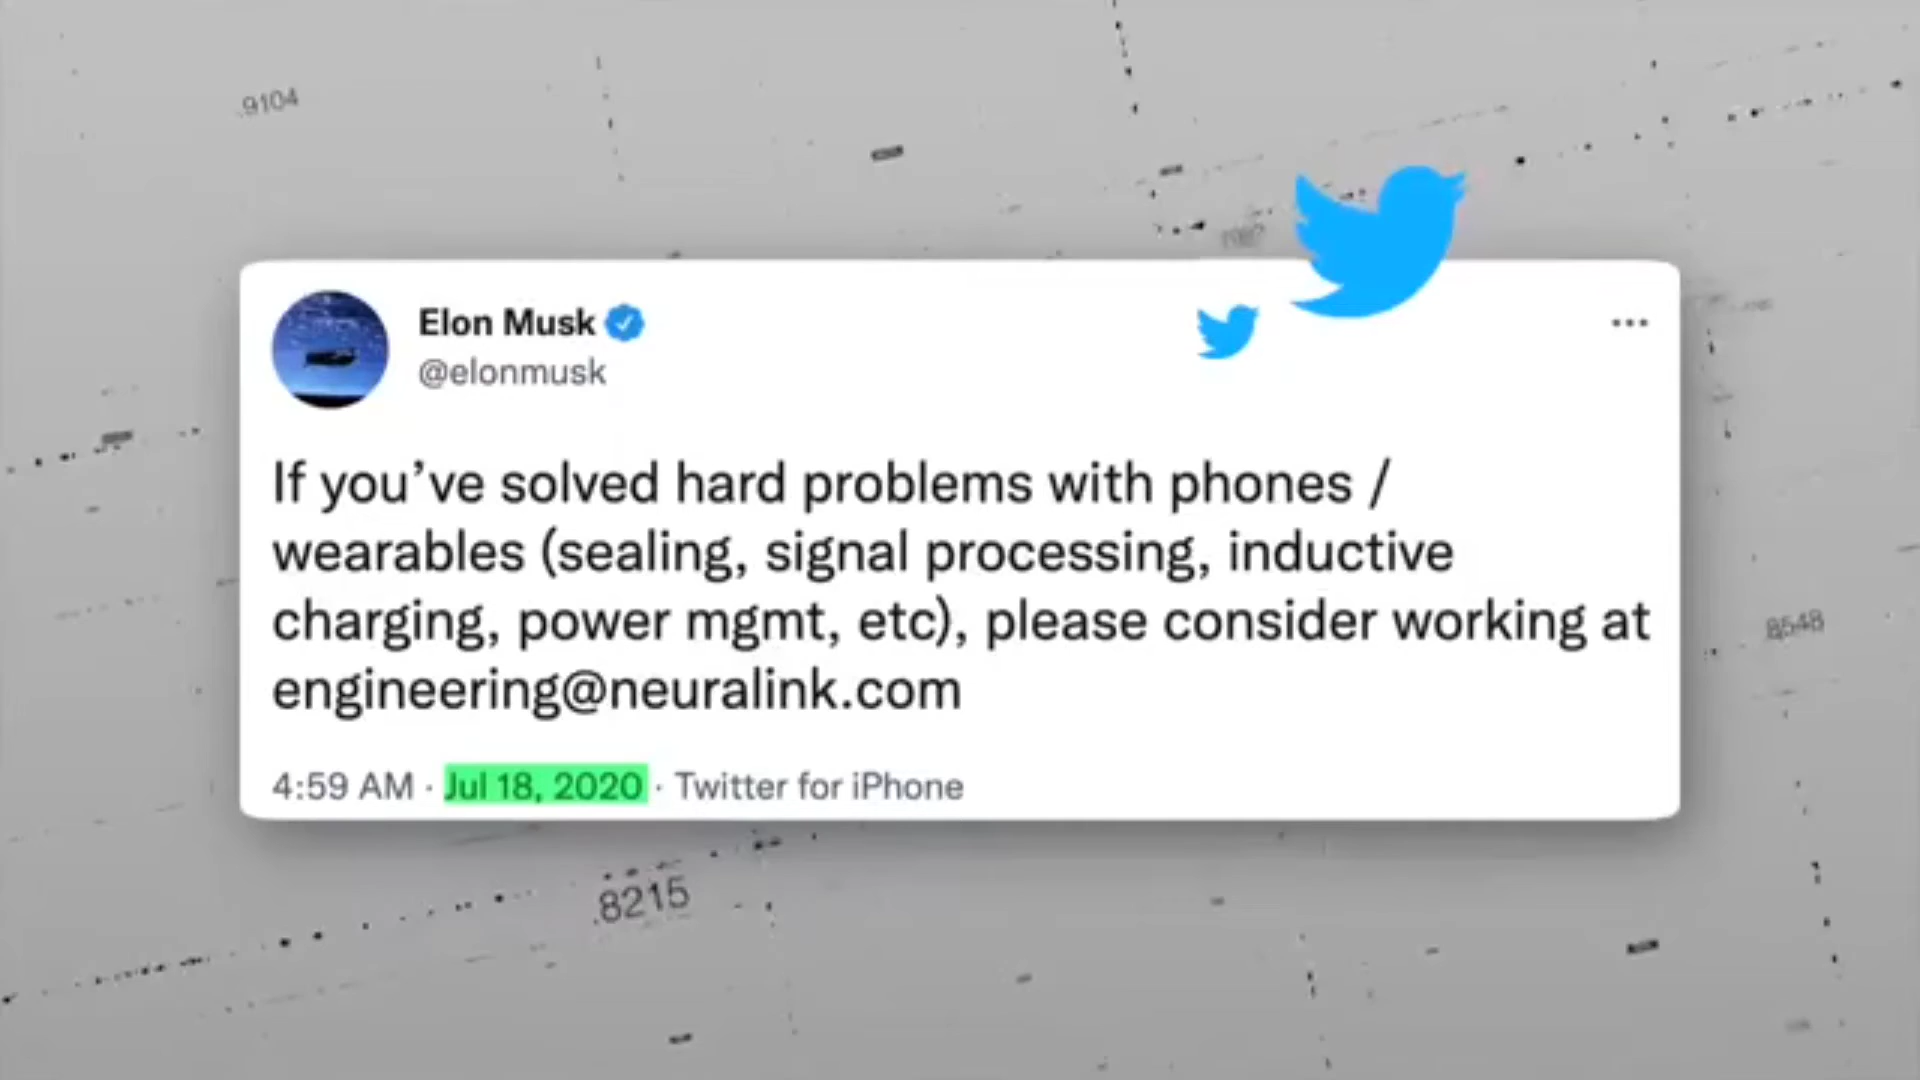 .9104
Elon Musk
@elonmusk
If you’ve solved hard problems with phones /
wearables (sealing, signal processing, inductive
charging, power mgmt, etc), please consider working at
engineering@neuralink.com
4:59 AM · Jul 18, 2020 · Twitter for iPhone
.8548
.8215